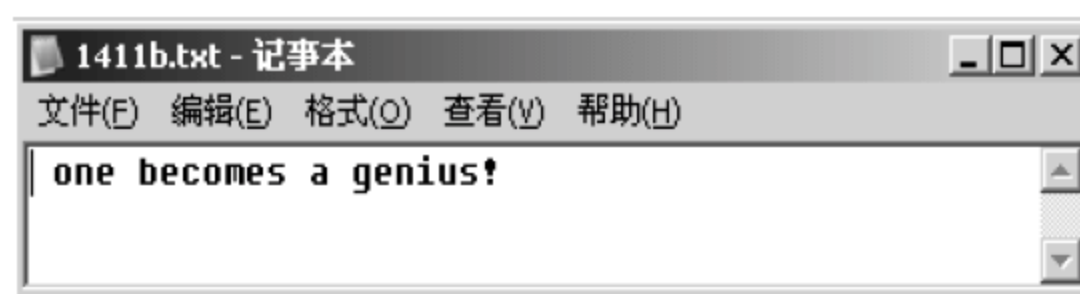 1411b.txt - 记事本
文件(F) 编辑(E) 格式(O) 查看(V) 帮助(H)
one becomes a genius!